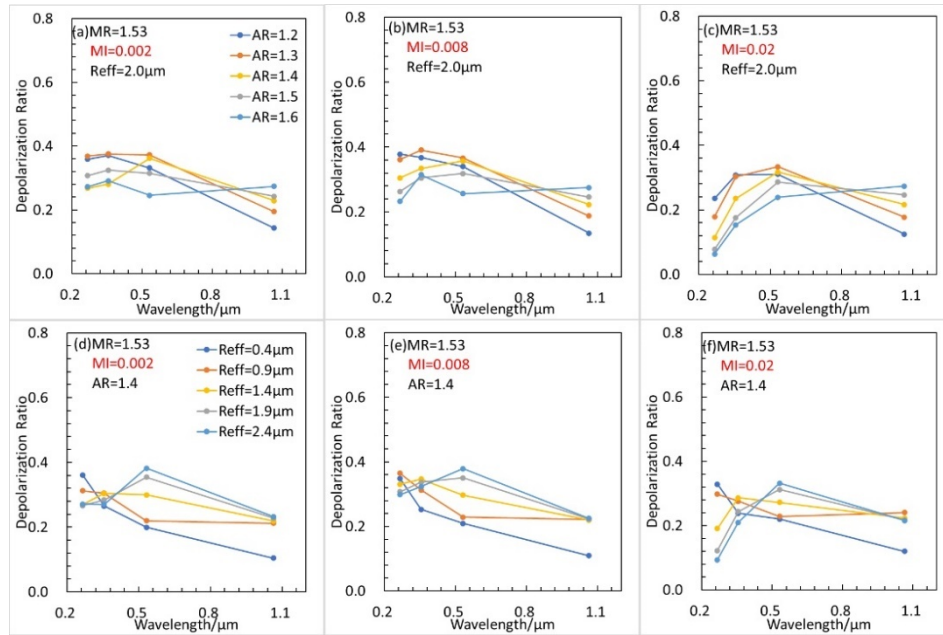 0.8
0.6
0.4
0.2
0.0
Depolarization Ratio
(a)MR=1.53
MI=0.002
Reff=2.0μm
AR=1.2
AR=1.3
AR=1.4
AR=1.5
AR=1.6
0.2
0.5
0.8
1.1
Wavelength/μm
0.8
0.6
0.4
0.2
0.0
Depolarization Ratio
(b)MR=1.53
MI=0.008
Reff=2.0μm
0.2
0.5
0.8
1.1
Wavelength/μm
0.8
0.6
0.4
0.2
0.0
Depolarization Ratio
(c)MR=1.53
MI=0.02
Reff=2.0μm
0.2
0.5
0.8
1.1
Wavelength/μm
0.8
0.6
0.4
0.2
0.0
Depolarization Ratio
(d)MR=1.53
MI=0.002
AR=1.4
Reff=0.4μm
Reff=0.9μm
Reff=1.4μm
Reff=1.9μm
Reff=2.4μm
0.2
0.5
0.8
1.1
Wavelength/μm
0.8
0.6
0.4
0.2
0.0
Depolarization Ratio
(e)MR=1.53
MI=0.008
AR=1.4
0.2
0.5
0.8
1.1
Wavelength/μm
0.8
0.6
0.4
0.2
0.0
Depolarization Ratio
(f)MR=1.53
MI=0.02
AR=1.4
0.2
0.5
0.8
1.1
Wavelength/μm